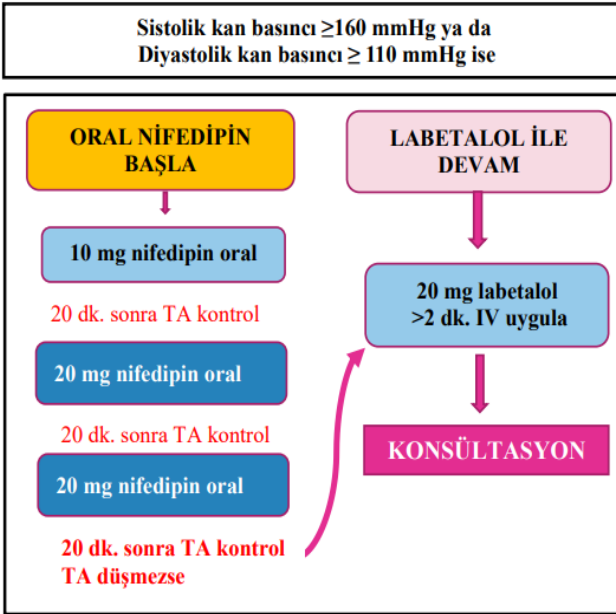 Sistolik kan basıncı ≥160 mmHg ya da
Diyastolik kan basıncı ≥ 110 mmHg ise
ORAL NİFEDİPİN
BAŞLA
10 mg nifedipin oral
20 dk. sonra TA kontrol
20 mg nifedipin oral
20 dk. sonra TA kontrol
20 mg nifedipin oral
20 dk. sonra TA kontrol
TA düşmezse
LABETALOL İLE
DEVAM
20 mg labetalol
>2 dk. IV uygula
KONSÜLTASYON